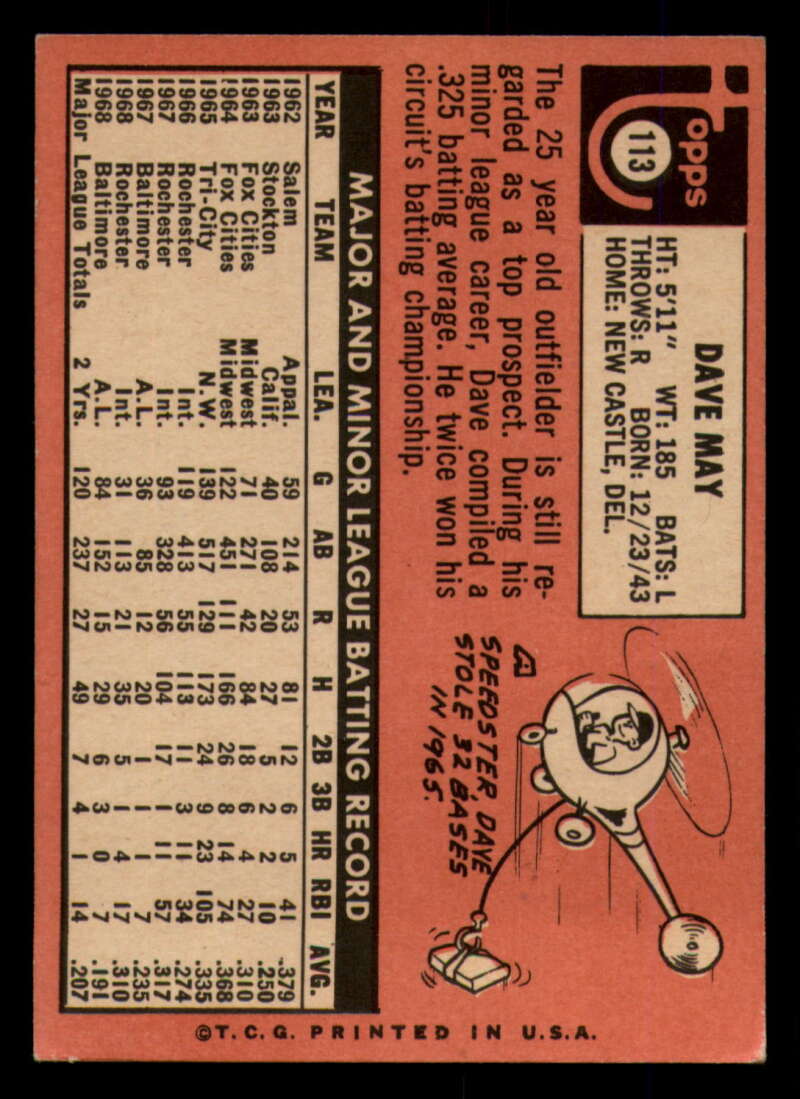 Topps
113
DAVE MAY
HT: 5'11" WT: 185 BATS: L
THROWS: R BORN: 12/23/43
HOME: NEW CASTLE, DEL.
The 25 year old outfielder is still re-
garded as a top prospect. During his
minor league career, Dave compiled a
.325 batting average. He twice won his
circuit's batting championship.
A
SPEEDSTER, DAVE
STOLE 32 BASES
IN 1965.
MAJOR AND MINOR LEAGUE BATTING RECORD
YEAR TEAM LEA. G AB R H 2B 3B HR RBI AVG.
1962 Salem Appal. 59 214 53 81 12 6 5 41 .379
1963 Stockton Calif. 40 108 20 27 5 2 2 10 .250
1963 Fox Cities Midwest 71 271 42 84 18 6 4 27 .310
1964 Fox Cities Midwest 122 451 111 166 26 8 14 74 .368
1965 Tri-City N.W. 139 517 129 173 24 9 23 105 .335
1966 Rochester Int. 119 413 55 113 11 3 11 34 .274
1967 Rochester Int. 93 328 56 104 17 1 11 57 .317
1967 Baltimore A.L. 36 85 12 20 1 1 1 7 .235
1968 Rochester Int. 31 113 21 35 5 1 4 17 .310
1968 Baltimore A.L. 84 152 15 29 6 3 0 7 .191
Major League Totals 2 Yrs. 120 237 27 49 7 4 1 14 .207
©T.C.G. PRINTED IN U.S.A.